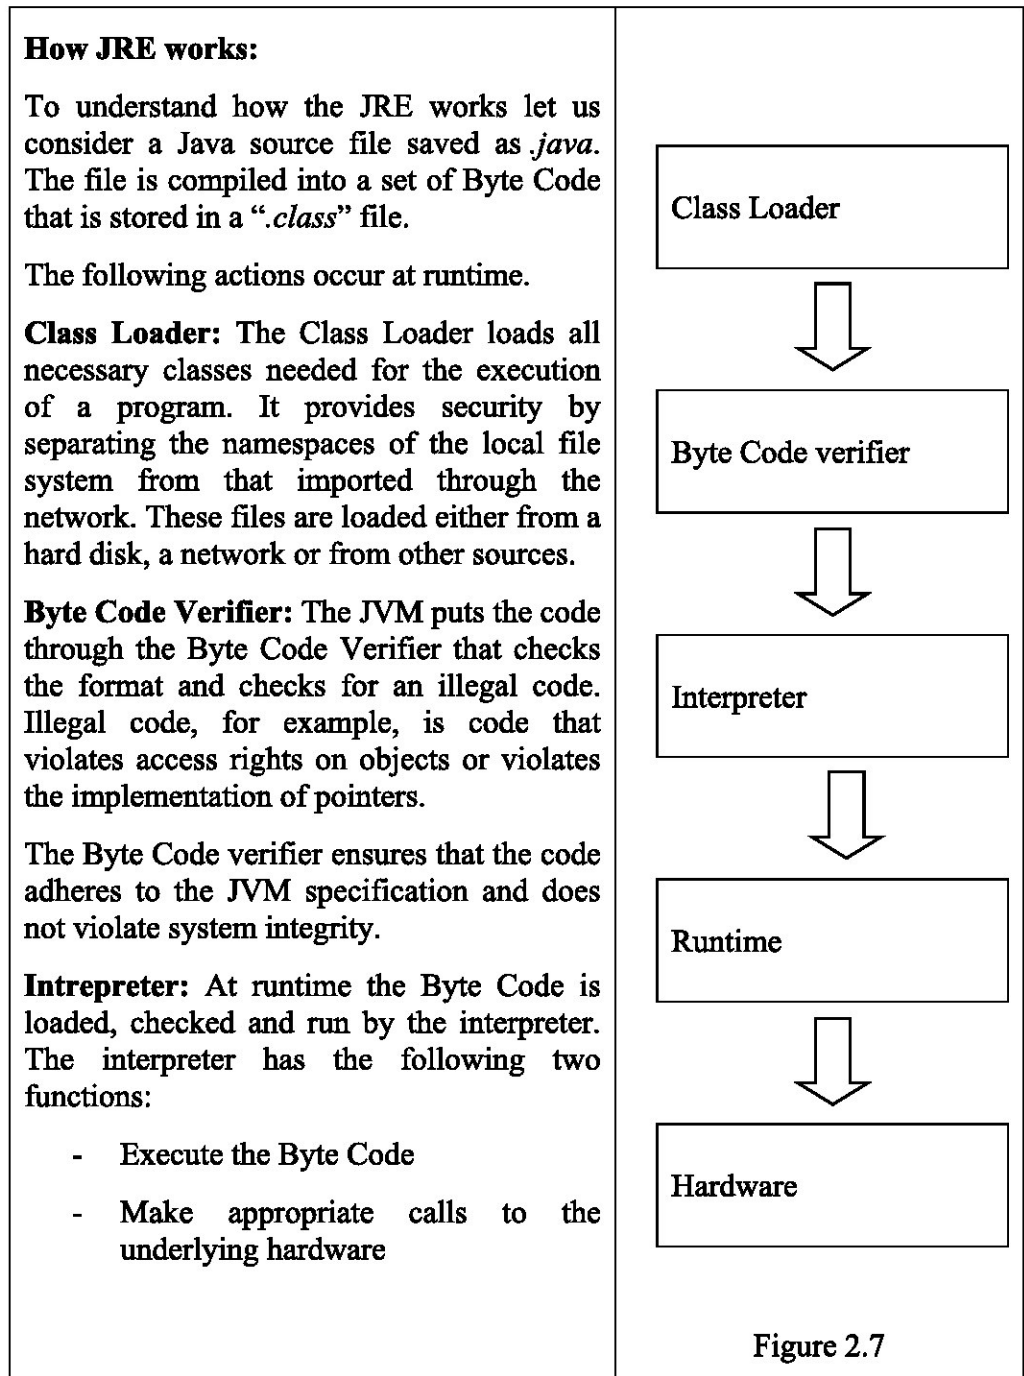 How JRE works:
To understand how the JRE works let us
consider a Java source file saved as .java.
The file is compiled into a set of Byte Code
that is stored in a “.class” file.
The following actions occur at runtime.
Class Loader: The Class Loader loads all
necessary classes needed for the execution
of a program. It provides security by
separating the namespaces of the local file
system from that imported through the
network. These files are loaded either from a
hard disk, a network or from other sources.
Byte Code Verifier: The JVM puts the code
through the Byte Code Verifier that checks
the format and checks for an illegal code.
Illegal code, for example, is code that
violates access rights on objects or violates
the implementation of pointers.
The Byte Code verifier ensures that the code
adheres to the JVM specification and does
not violate system integrity.
Intrepreter: At runtime the Byte Code is
loaded, checked and run by the interpreter.
The interpreter has the following two
functions:
- Execute the Byte Code
- Make appropriate calls to the
underlying hardware
Class Loader
Byte Code verifier
Interpreter
Runtime
Hardware
Figure 2.7